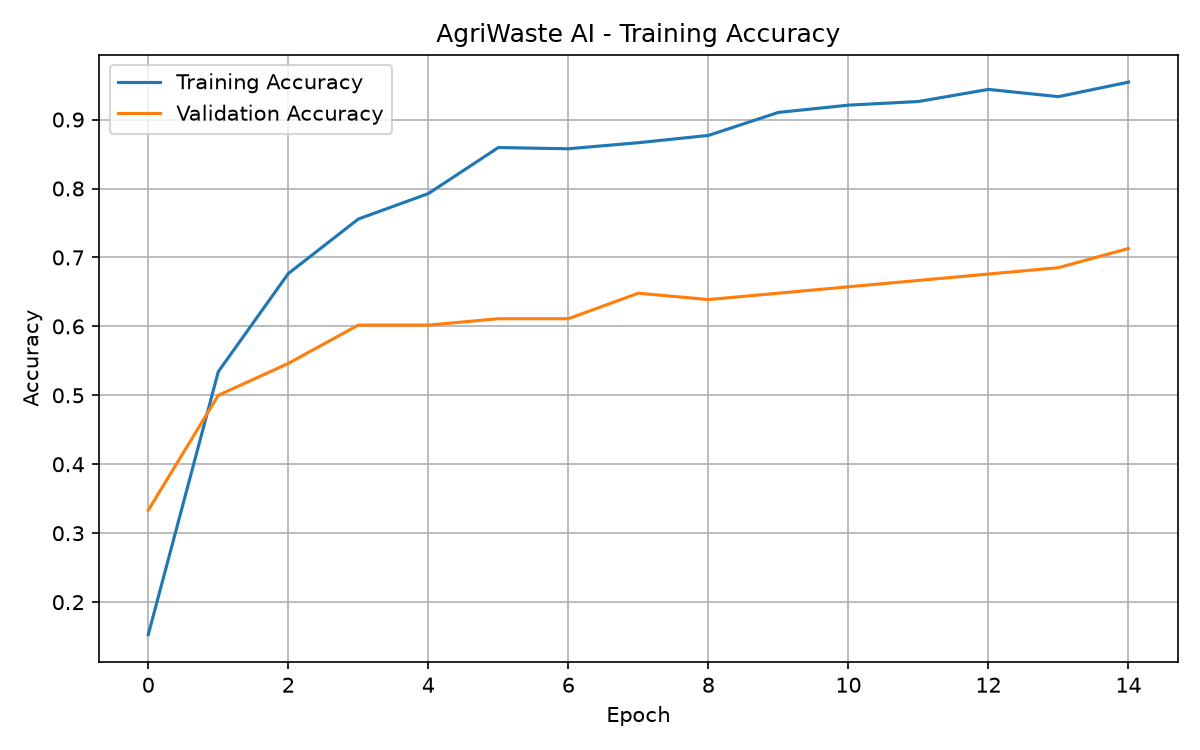 AgriWaste AI - Training Accuracy
Training Accuracy
Validation Accuracy
0.9
0.8
0.7
0.6
0.5
0.4
0.3
0.2
Accuracy
0 2 4 6 8 10 12 14
Epoch